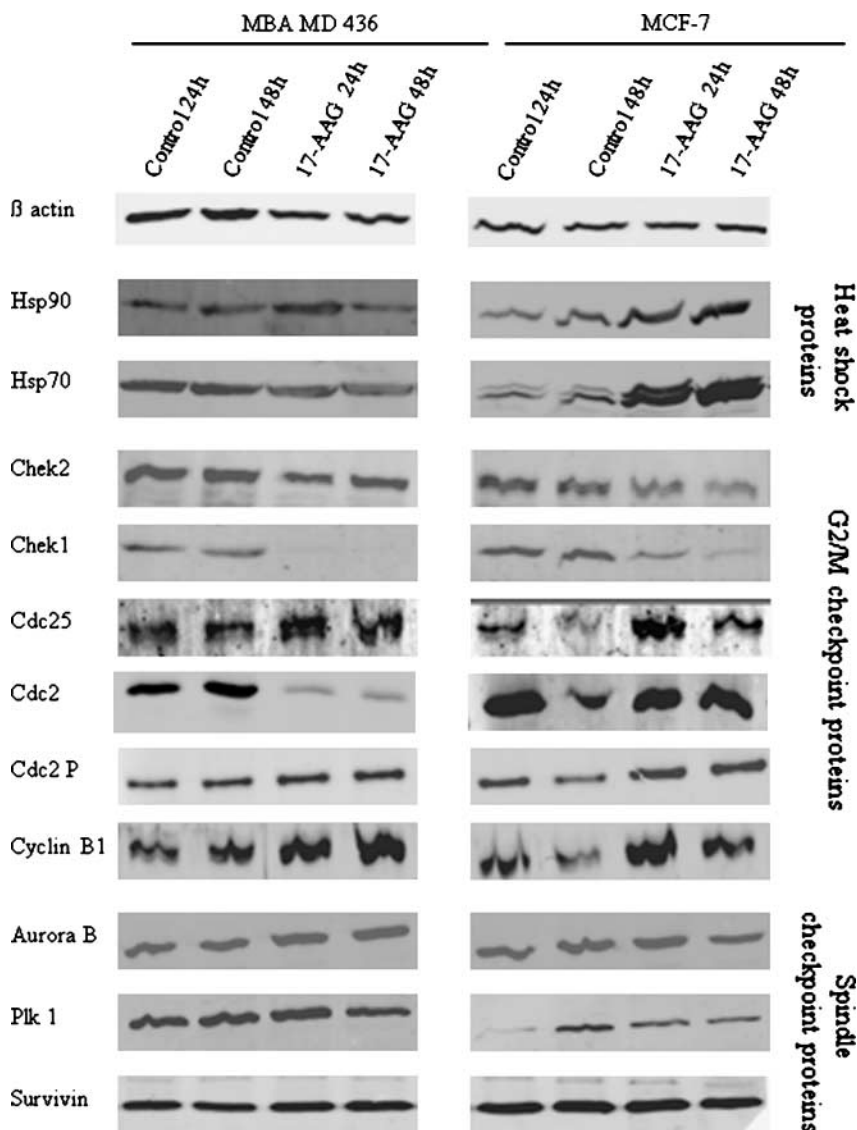 MBA MD 436
MCF-7
Control 24h
Control 48h
17-AAG 24h
17-AAG 48h
Control 24h
Control 48h
17-AAG 24h
17-AAG 48h
ß actin
Hsp90
Hsp70
Heat shock
proteins
Chek2
Chek1
Cdc25
Cdc2
Cdc2 P
Cyclin B1
G2/M checkpoint proteins
Aurora B
Plk 1
Survivin
Spindle
checkpoint proteins